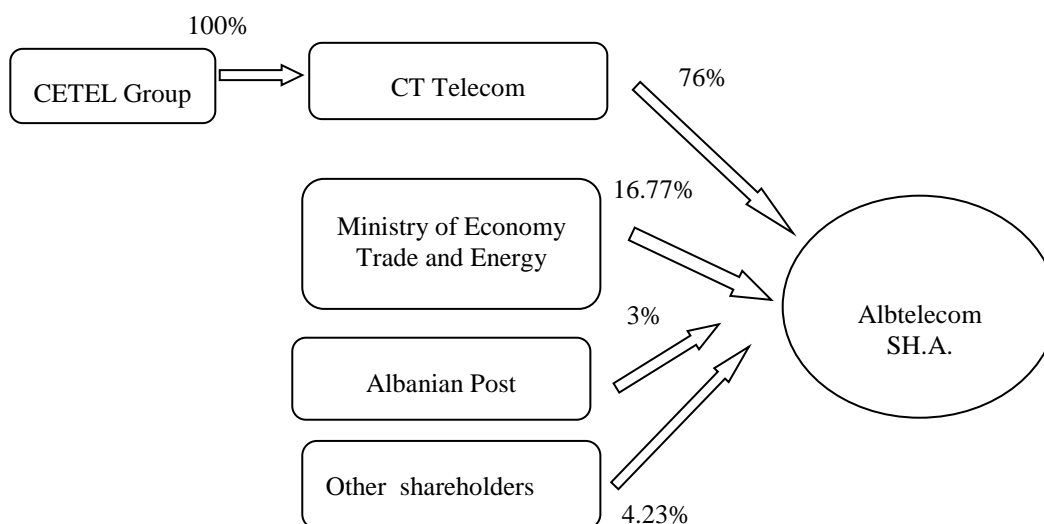 100%
CETEL Group
CT Telecom
76%
16.77%
Ministry of Economy
Trade and Energy
3%
Albanian Post
Other shareholders
4.23%
Albtelecom
SH.A.